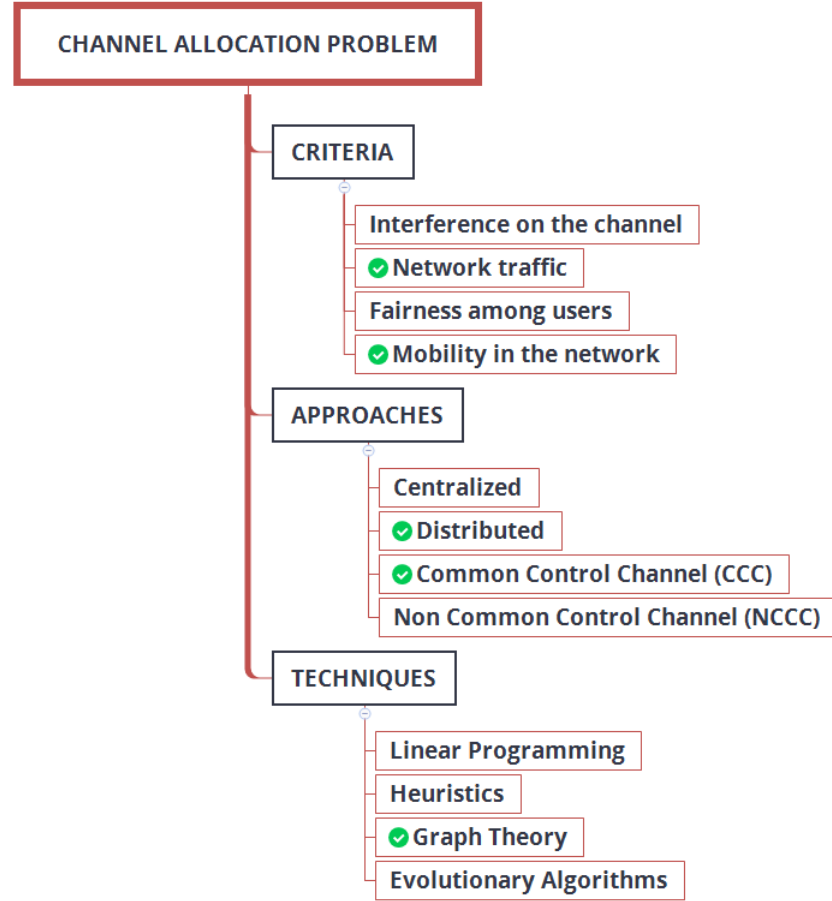 CHANNEL ALLOCATION PROBLEM
CRITERIA
Interference on the channel
Network traffic
Fairness among users
Mobility in the network
APPROACHES
Centralized
Distributed
Common Control Channel (CCC)
Non Common Control Channel (NCCC)
TECHNIQUES
Linear Programming
Heuristics
Graph Theory
Evolutionary Algorithms